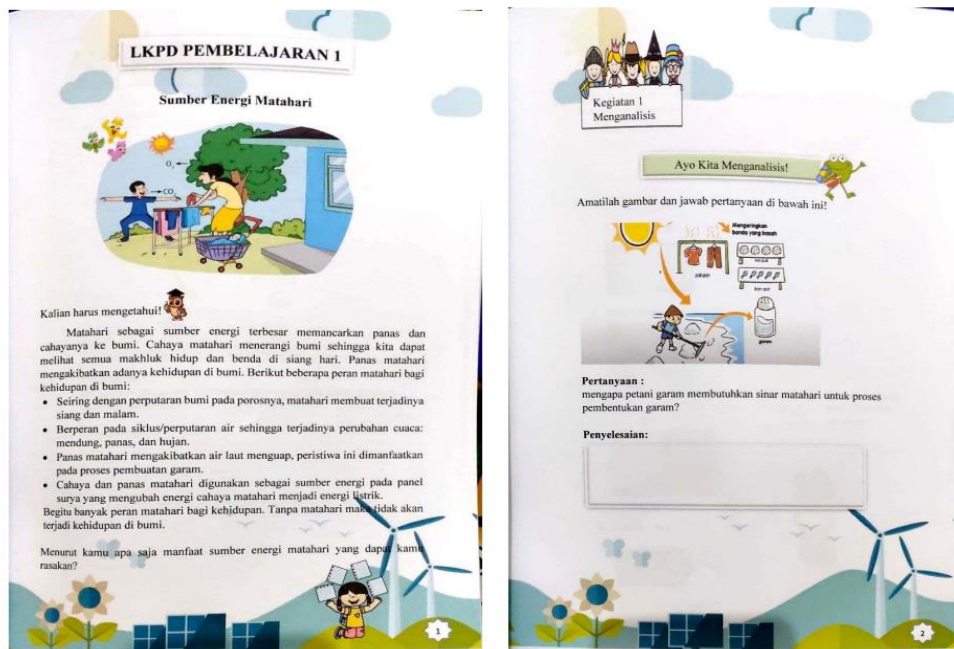 LKPD PEMBELAJARAN 1
Sumber Energi Matahari
O₂
CO₂
Kalian harus mengetahui!
Matahari sebagai sumber energi terbesar memancarkan panas dan
cahayanya ke bumi. Cahaya matahari menerangi bumi sehingga kita dapat
melihat semua makhluk hidup dan benda di siang hari. Panas matahari
mengakibatkan adanya kehidupan di bumi. Berikut beberapa peran matahari bagi
kehidupan di bumi:
• Seiring dengan perputaran bumi pada porosnya, matahari membuat terjadinya
siang dan malam.
• Berperan pada siklus/perputaran air sehingga terjadinya perubahan cuaca:
mendung, panas, dan hujan.
• Panas matahari mengakibatkan air laut menguap, peristiwa ini dimanfaatkan
pada proses pembuatan garam.
• Cahaya dan panas matahari digunakan sebagai sumber energi pada panel
surya yang mengubah energi cahaya matahari menjadi energi listrik.
Begitu banyak peran matahari bagi kehidupan. Tanpa matahari maka tidak akan
terjadi kehidupan di bumi.
Menurut kamu apa saja manfaat sumber energi matahari yang dapat kamu
rasakan?
1
Kegiatan 1
Menganalisis
Ayo Kita Menganalisis!
Amatilah gambar dan jawab pertanyaan di bawah ini!
Mengeringkan
benda yang basah
pakaian
kerupuk
garam
Pertanyaan :
mengapa petani garam membutuhkan sinar matahari untuk proses
pembentukan garam?
Penyelesaian:
2